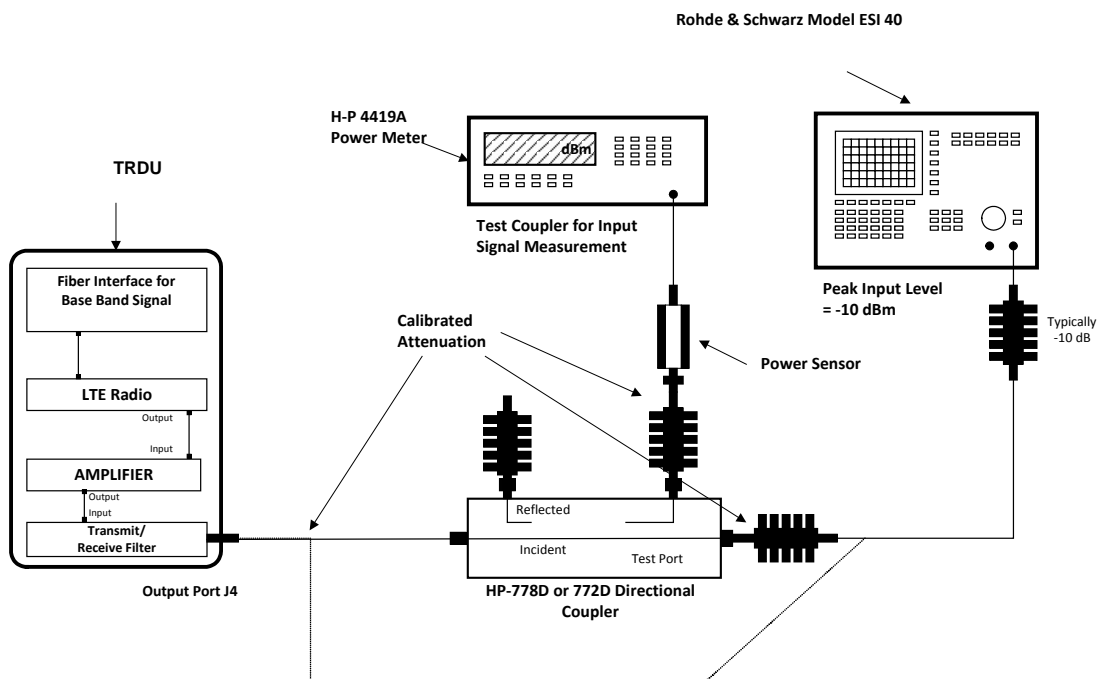 Rohde & Schwarz Model ESI 40
H-P 4419A
Power Meter
dBm
TRDU
Test Coupler for Input
Signal Measurement
Fiber Interface for
Base Band Signal
Peak Input Level
= -10 dBm
Typically
-10 dB
Calibrated
Attenuation
Power Sensor
LTE Radio
Output
Input
AMPLIFIER
Output
Input
Transmit/
Receive Filter
Reflected
Incident
Test Port
Output Port J4
HP-778D or 772D Directional
Coupler